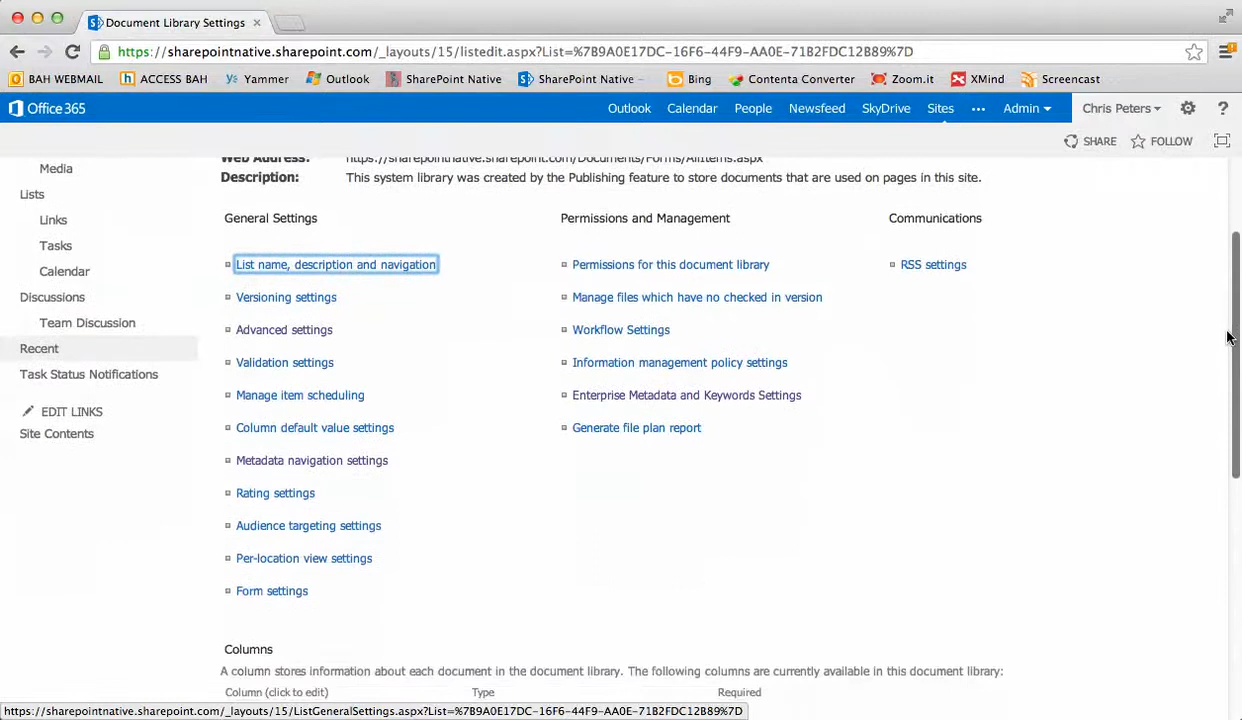 Document Library Settings
https://sharepointnative.sharepoint.com/_layouts/15/listedit.aspx?List=%7B9A0E17DC-16F6-44F9-AA0E-71B2FDC12B89%7D
BAH WEBMAIL ACCESS BAH Yammer Outlook SharePoint Native SharePoint Native - Bing Contenta Converter Zoom.it XMind Screencast
Office 365 Outlook Calendar People Newsfeed SkyDrive Sites ... Admin Chris Peters ?
SHARE FOLLOW
Web Address: https://sharepointnative.sharepoint.com/Documents/Forms/AllItems.aspx
Description: This system library was created by the Publishing feature to store documents that are used on pages in this site.
Media
Lists
Links
Tasks
Calendar
Discussions
Team Discussion
Recent
Task Status Notifications
EDIT LINKS
Site Contents
General Settings
List name, description and navigation
Versioning settings
Advanced settings
Validation settings
Manage item scheduling
Column default value settings
Metadata navigation settings
Rating settings
Audience targeting settings
Per-location view settings
Form settings
Permissions and Management
Permissions for this document library
Manage files which have no checked in version
Workflow Settings
Information management policy settings
Enterprise Metadata and Keywords Settings
Generate file plan report
Communications
RSS settings
Columns
A column stores information about each document in the document library. The following columns are currently available in this document library:
Column (click to edit) Type Required
https://sharepointnative.sharepoint.com/_layouts/15/ListGeneralSettings.aspx?List=%7B9A0E17DC-16F6-44F9-AA0E-71B2FDC12B89%7D